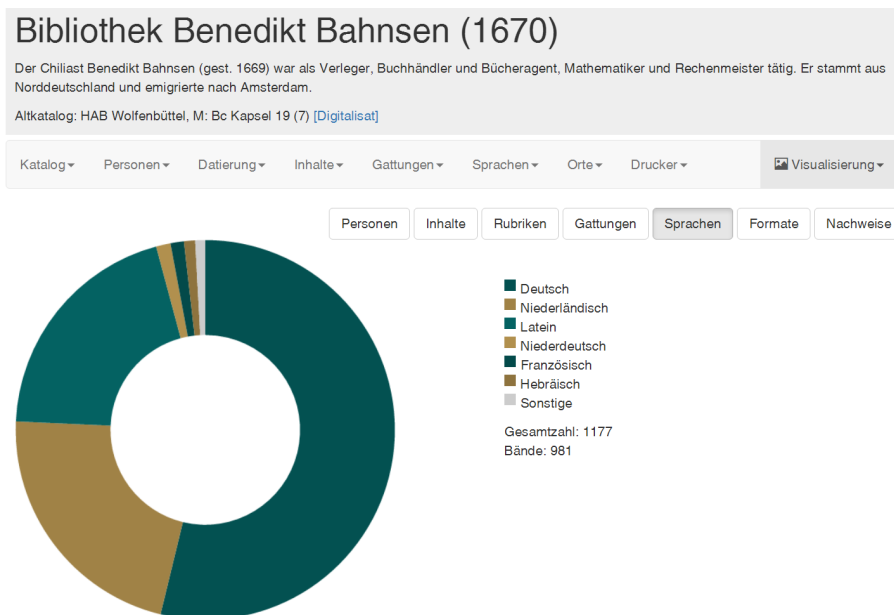 Bibliothek Benedikt Bahnsen (1670)
Der Chiliast Benedikt Bahnsen (gest. 1669) war als Verleger, Buchhändler und Bücheragent, Mathematiker und Rechenmeister tätig. Er stammt aus
Norddeutschland und emigrierte nach Amsterdam.
Altkatalog: HAB Wolfenbüttel, M: Bc Kapsel 19 (7) [Digitalisat]
Katalog Personen Datierung Inhalte Gattungen Sprachen Orte Drucker Visualisierung
Personen Inhalte Rubriken Gattungen Sprachen Formate Nachweise
Deutsch
Niederländisch
Latein
Niederdeutsch
Französisch
Hebräisch
Sonstige
Gesamtzahl: 1177
Bände: 981